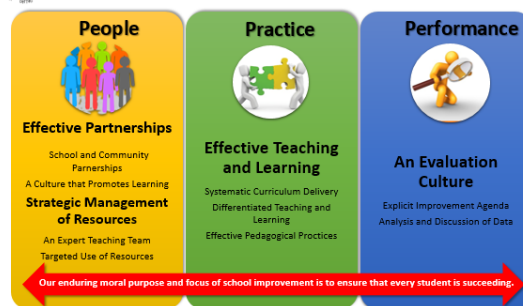 People
Effective Partnerships
School and Community
Parnerships
A Culture that Promotes Learning
Strategic Management
of Resources
An Expert Teaching Team
Targeted Use of Resources
Practice
Effective Teaching
and Learning
Systematic Curriculum Delivery
Differentiated Teaching and
Learning
Effective Pedagogical Practices
Performance
An Evaluation
Culture
Explicit Improvement Agenda
Analysis and Discussion of Data
Our enduring moral purpose and focus of school improvement is to ensure that every student is succeeding.